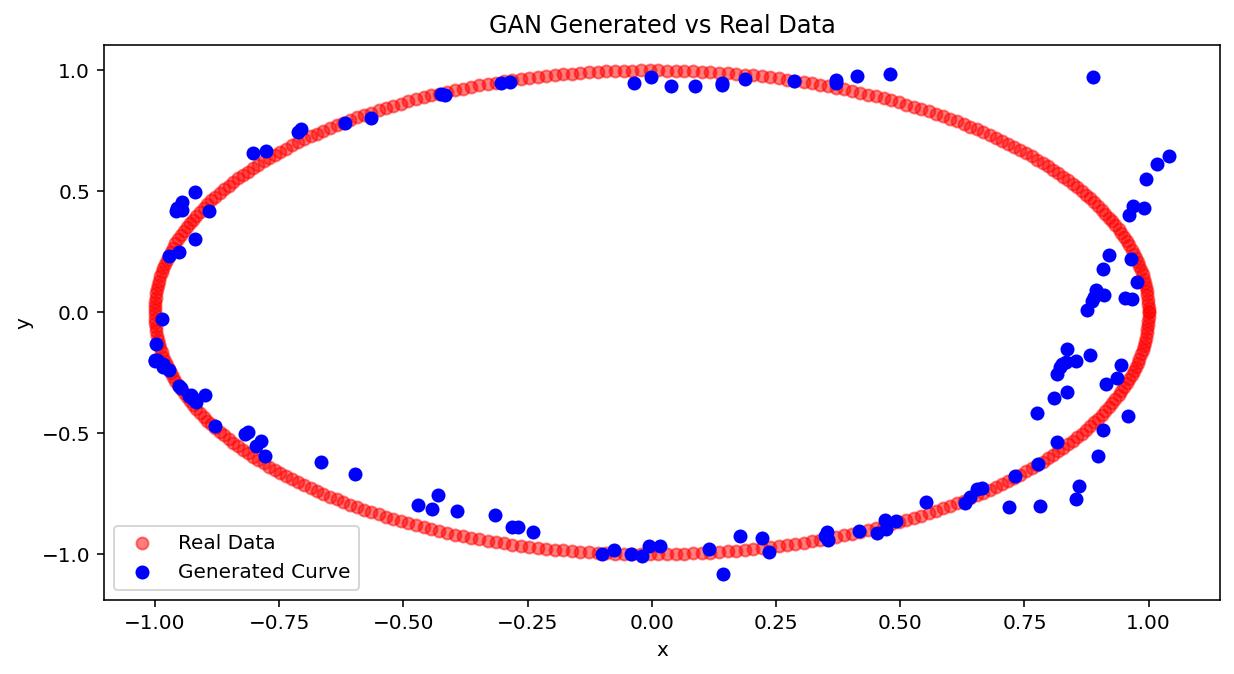 GAN Generated vs Real Data
1.0
0.5
0.0
−0.5
−1.0
y
Real Data
Generated Curve
−1.00 −0.75 −0.50 −0.25 0.00 0.25 0.50 0.75 1.00
x